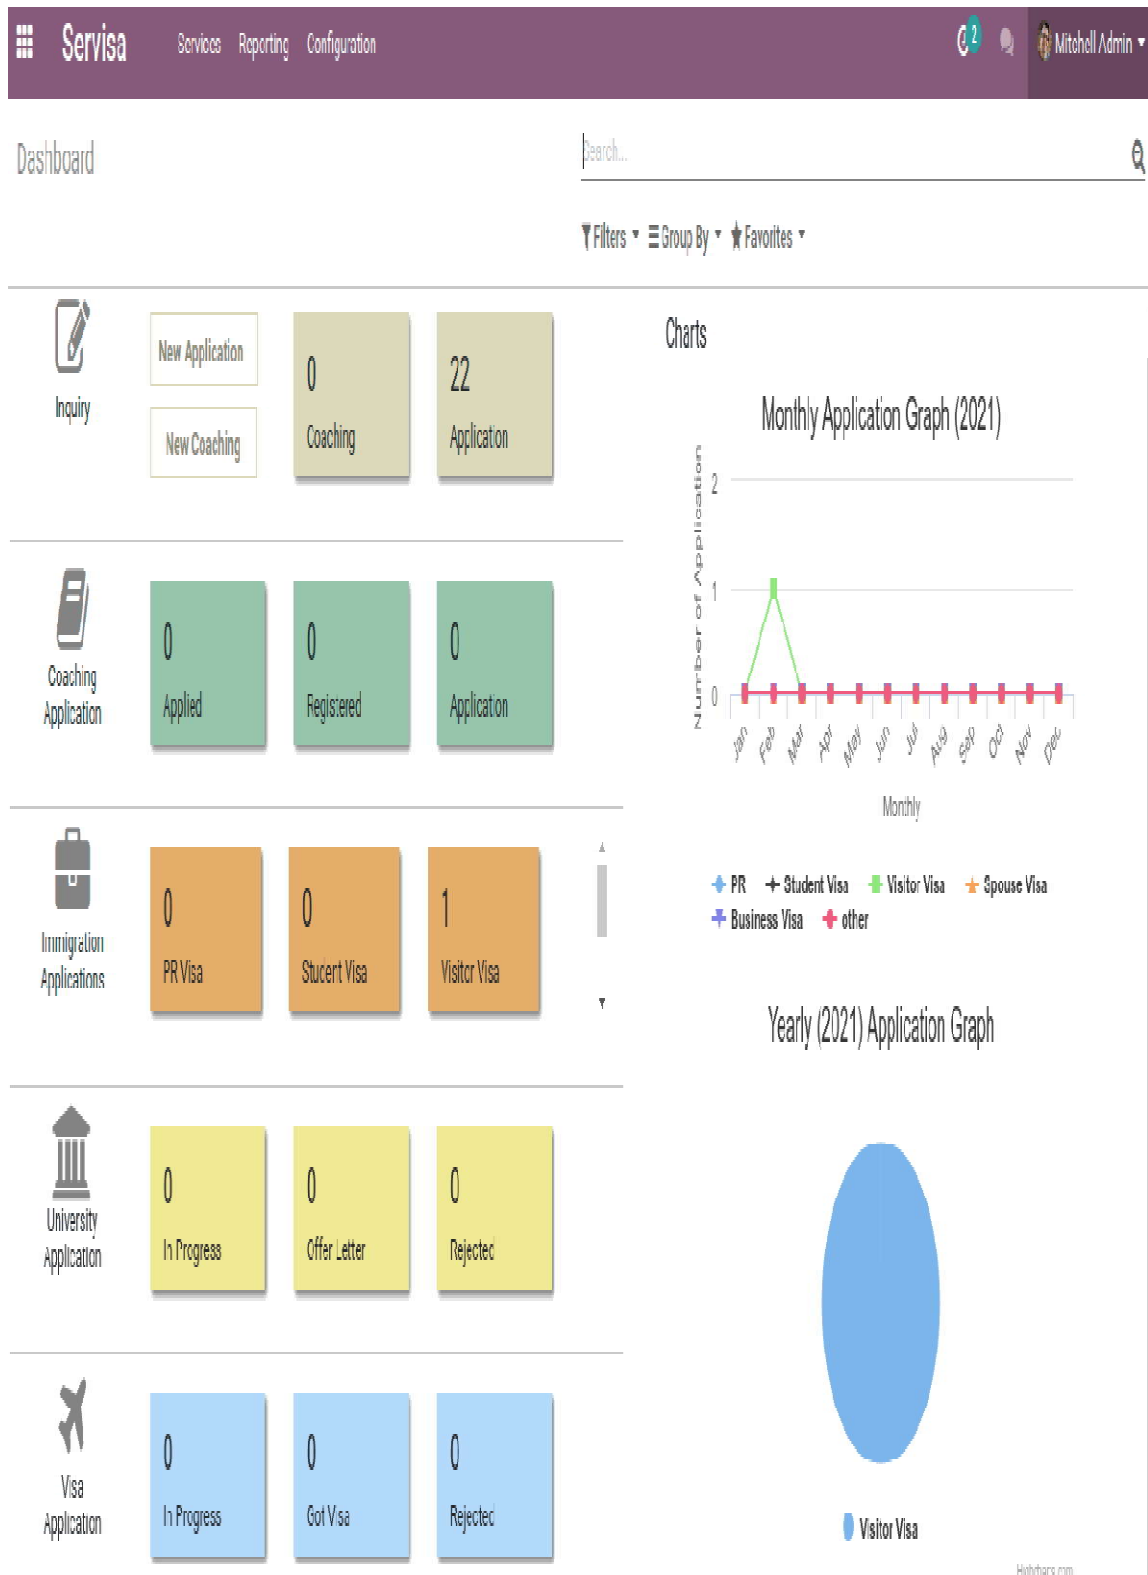 Servisa Services Reporting Configuration 2 Mitchell Admin
Dashboard
Search...
Filters Group By Favorites
Inquiry
New Application
New Coaching
0
Coaching
22
Application
Coaching
Application
0
Applied
0
Registered
0
Application
Immigration
Applications
0
PR Visa
0
Student Visa
1
Visitor Visa
University
Application
0
In Progress
0
Offer Letter
0
Rejected
Visa
Application
0
In Progress
0
Got Visa
0
Rejected
Charts
Monthly Application Graph (2021)
Number of Application
2
1
0
Jan Feb Mar Apr May Jun Jul Aug Sep Oct Nov Dec
Monthly
PR Student Visa Visitor Visa Spouse Visa
Business Visa other
Yearly (2021) Application Graph
Visitor Visa
Highcharts.com